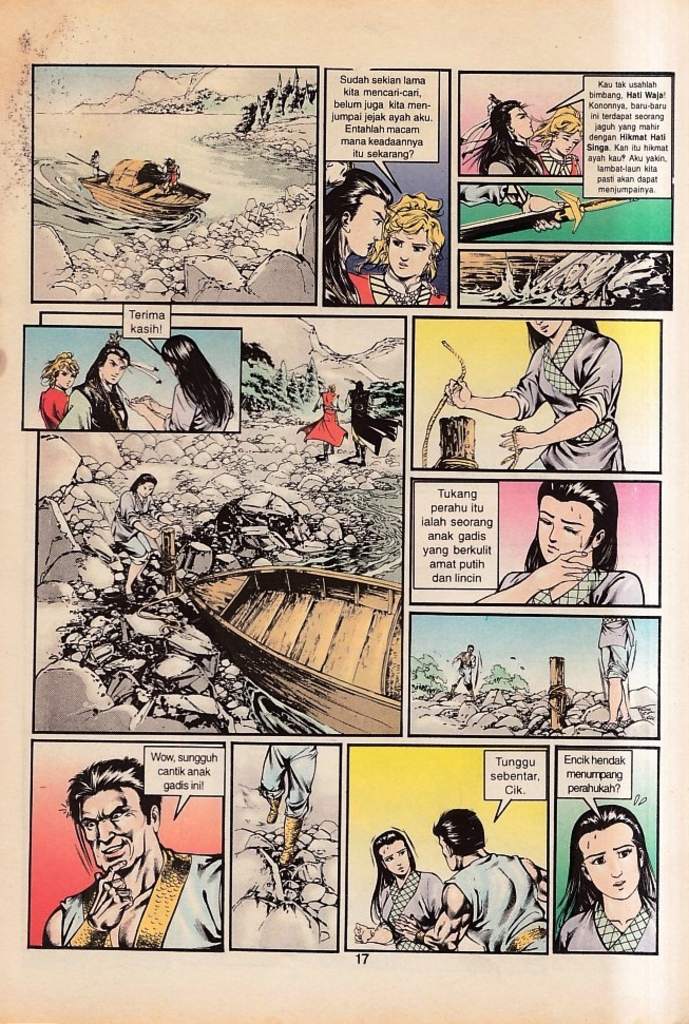 Sudah sekian lama
kita mencari-cari,
belum juga kita men-
jumpai jejak ayah aku.
Entahlah macam
mana keadaannya
itu sekarang?
Kau tak usahlah
bimbang, Hati Waja!
Kononnya, baru-baru
ini terdapat seorang
jaguh yang mahir
dengan Hikmat Hati
Singa. Kan itu hikmat
ayah kau? Aku yakin,
lambat-laun kita
pasti akan dapat
menjumpainya.
Terima
kasih!
Tukang
perahu itu
ialah seorang
anak gadis
yang berkulit
amat putih
dan lincin
Wow, sungguh
cantik anak
gadis ini!
Tunggu
sebentar,
Cik.
Encik hendak
menumpang
perahukah?
17